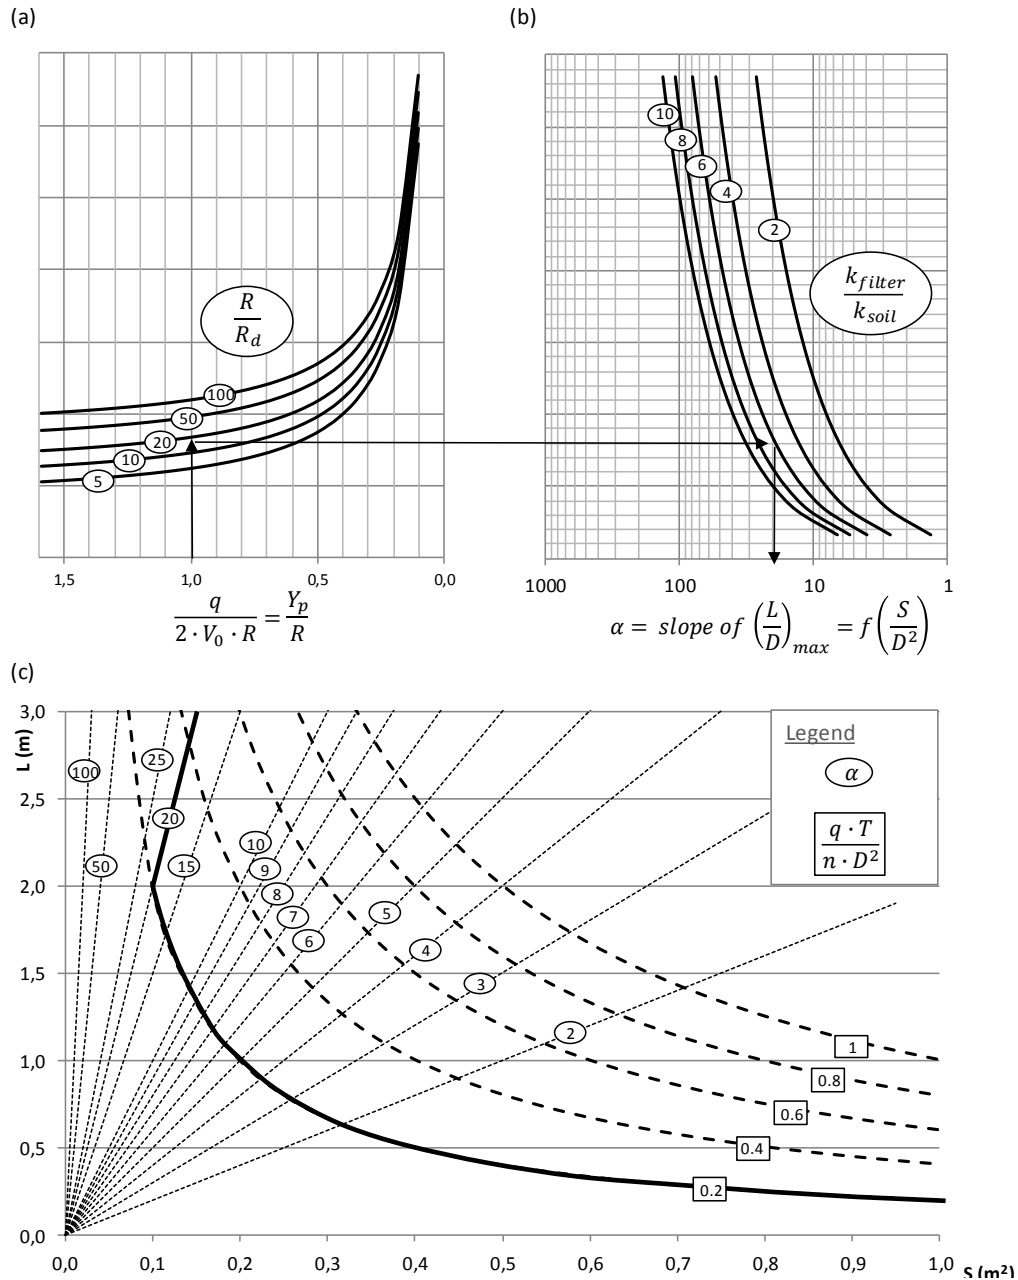 (a)
(b)
10
8
6
4
2
k_filter / k_soil
R / R_d
100
50
20
10
5
1,5 1,0 0,5 0,0
1000 100 10 1
q / (2 · V_0 · R) = Y_p / R
α = slope of (L/D)_max = f(S/D²)
(c)
L (m)
3,0
2,5
2,0
1,5
1,0
0,5
0,0
100
50
25
20
15
10
9
8
7
6
5
4
3
2
Legend
α
q · T / n · D²
1
0.8
0.6
0.4
0.2
0,0 0,1 0,2 0,3 0,4 0,5 0,6 0,7 0,8 0,9 1,0
S (m²)